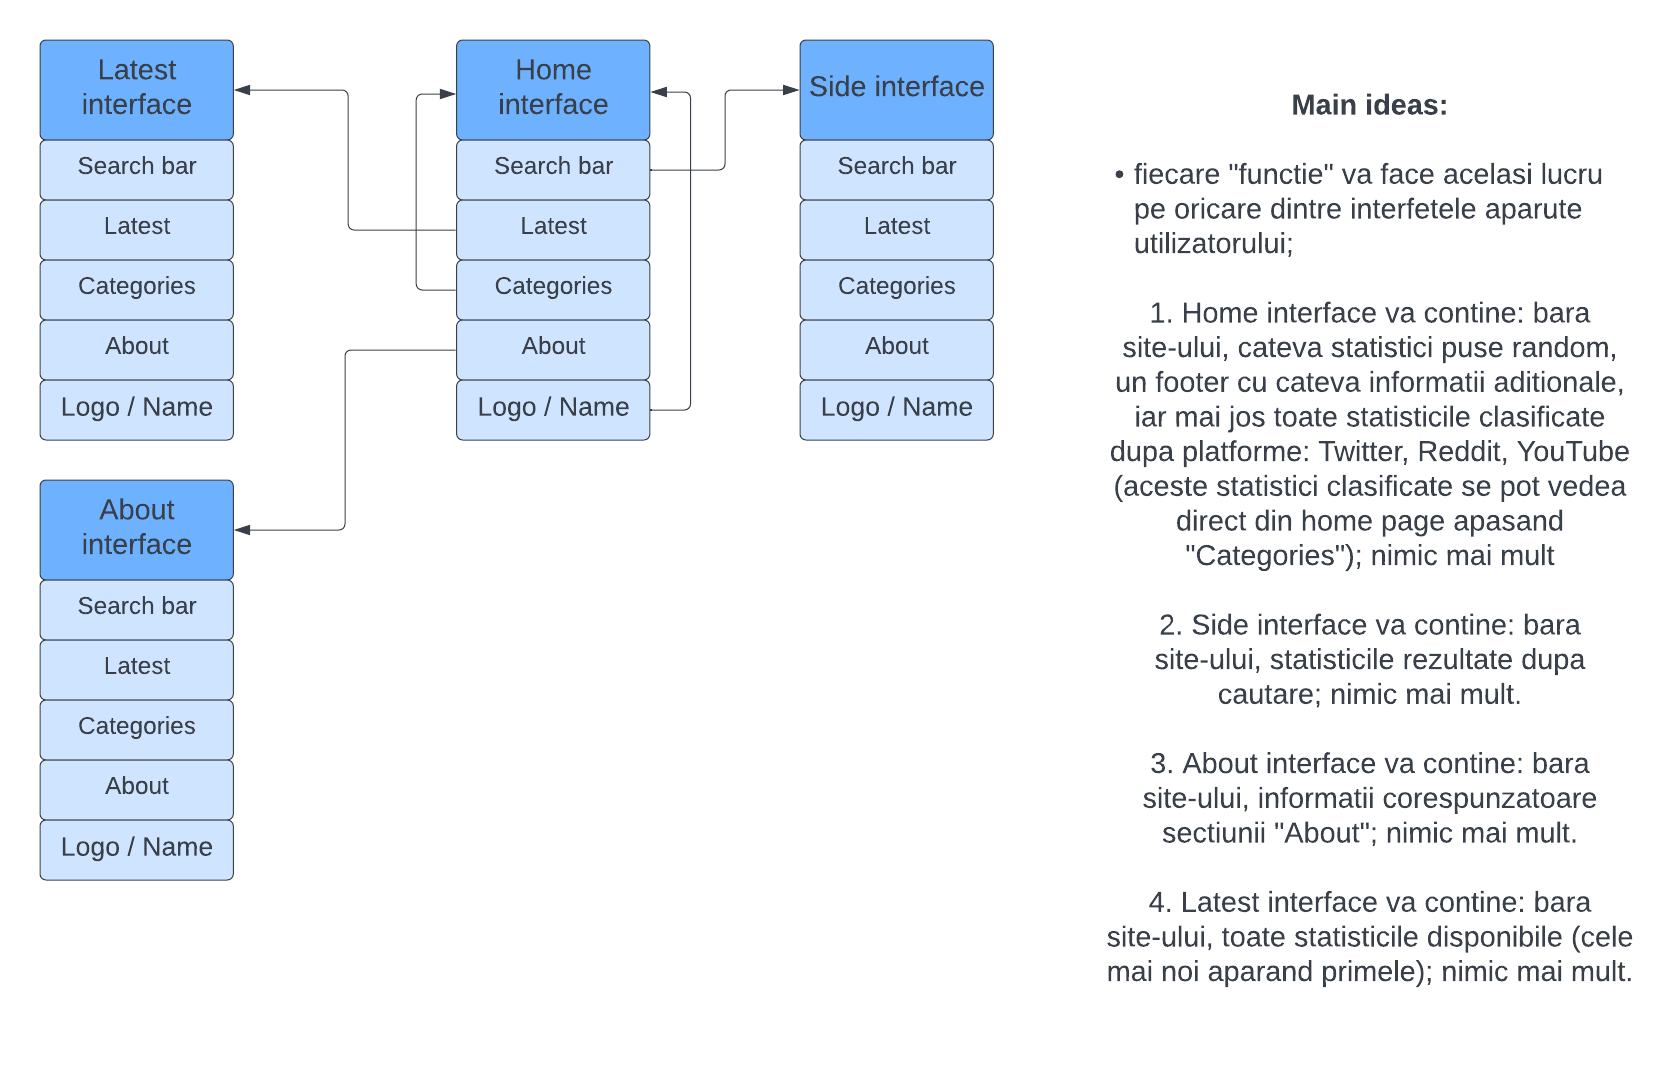 Latest
interface
Search bar
Latest
Categories
About
Logo / Name
Home
interface
Search bar
Latest
Categories
About
Logo / Name
Side interface
Search bar
Latest
Categories
About
Logo / Name
About
interface
Search bar
Latest
Categories
About
Logo / Name
Main ideas:
• fiecare "functie" va face acelasi lucru
pe oricare dintre interfetele aparute
utilizatorului;
1. Home interface va contine: bara
site-ului, cateva statistici puse random,
un footer cu cateva informatii aditionale,
iar mai jos toate statisticile clasificate
dupa platforme: Twitter, Reddit, YouTube
(aceste statistici clasificate se pot vedea
direct din home page apasand
"Categories"); nimic mai mult
2. Side interface va contine: bara
site-ului, statisticile rezultate dupa
cautare; nimic mai mult.
3. About interface va contine: bara
site-ului, informatii corespunzatoare
sectiunii "About"; nimic mai mult.
4. Latest interface va contine: bara
site-ului, toate statisticile disponibile (cele
mai noi aparand primele); nimic mai mult.